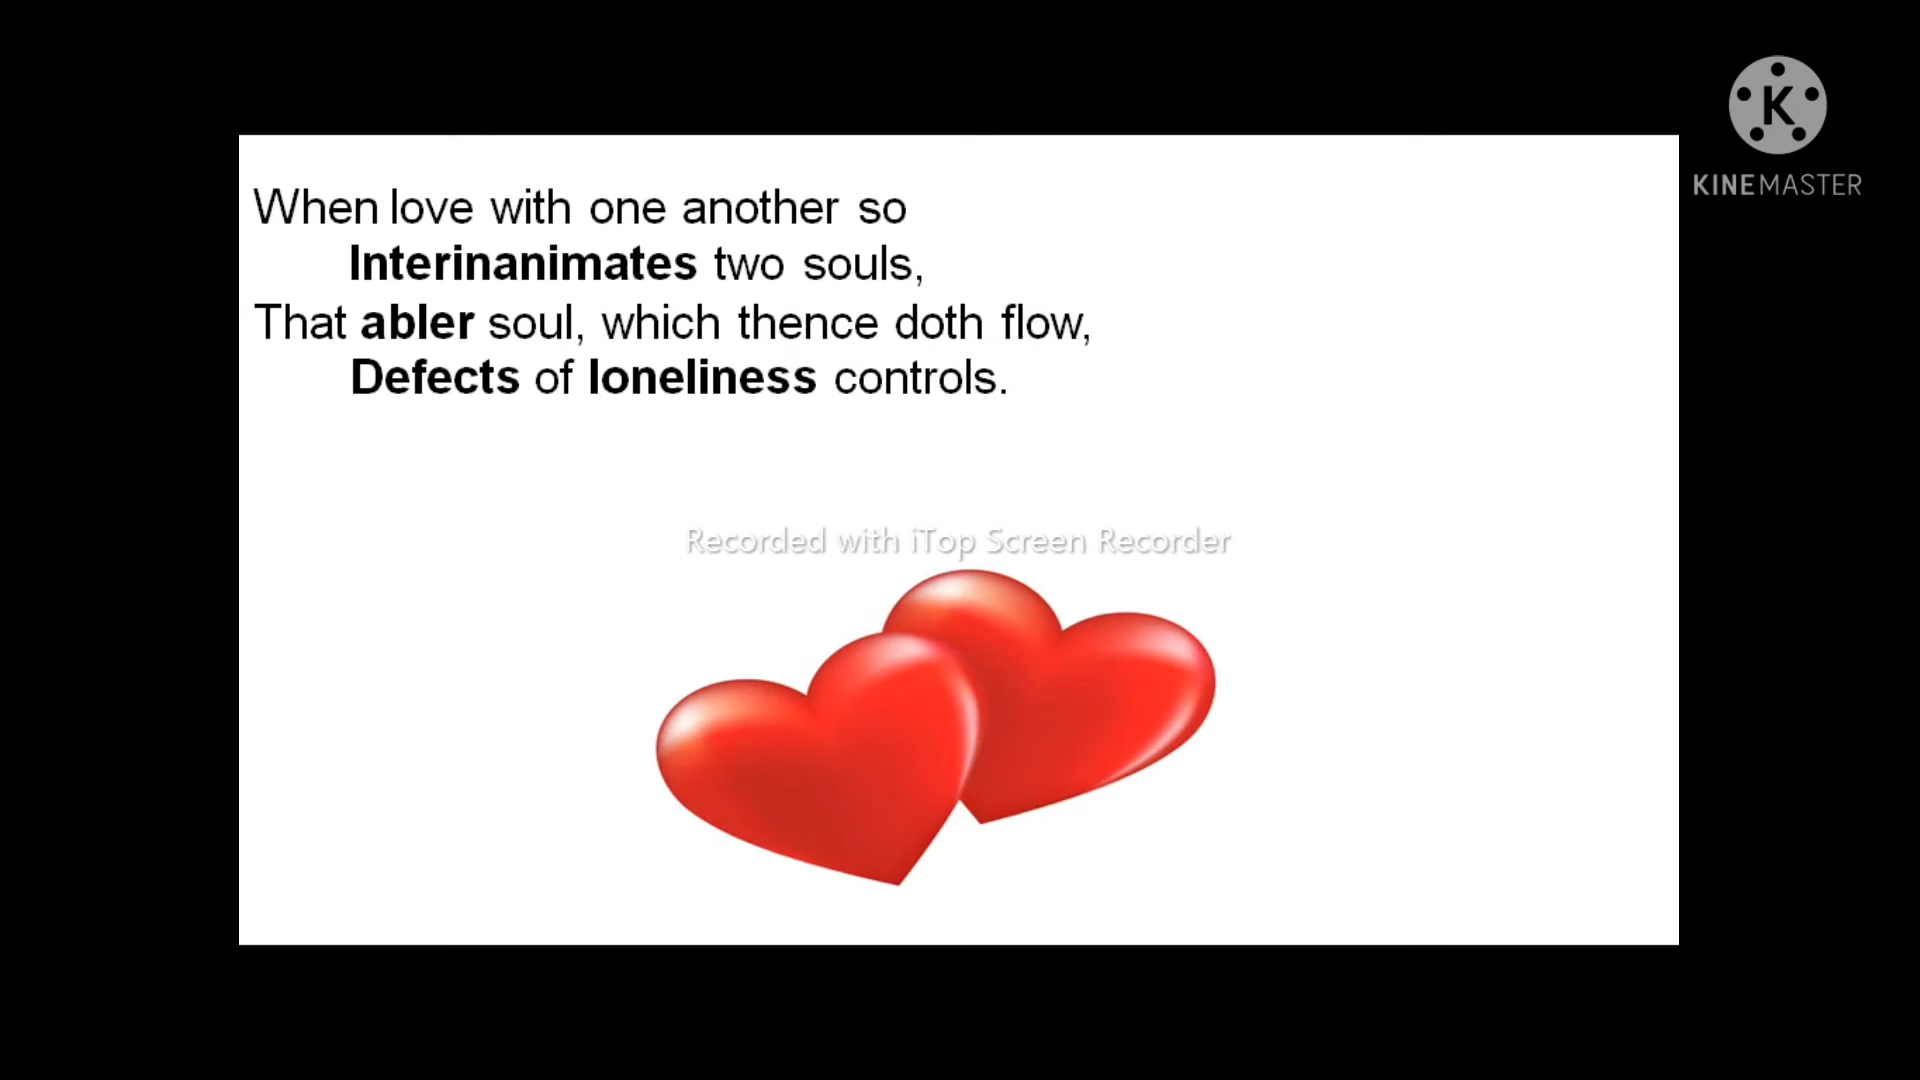 When love with one another so
Interinanimates two souls,
That abler soul, which thence doth flow,
Defects of loneliness controls.
Recorded with iTop Screen Recorder
K
KINEMASTER